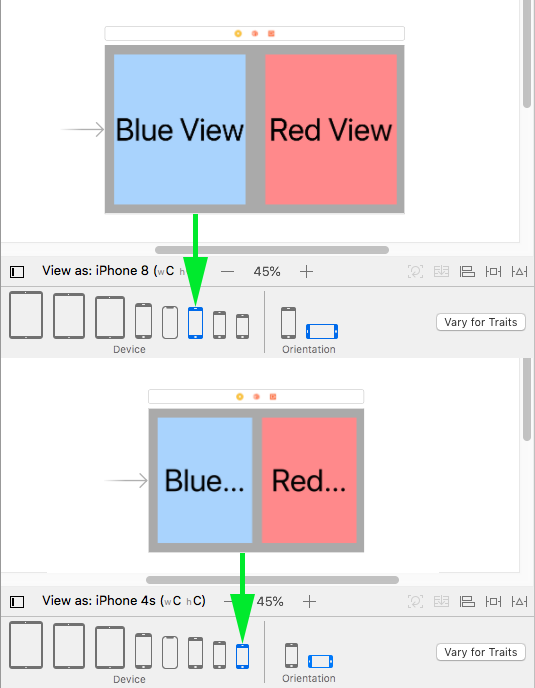 Blue View Red View
View as: iPhone 8 (wC h 45%
Vary for Traits
Device Orientation
Blue... Red...
View as: iPhone 4s (wC hC) 45%
Vary for Traits
Device Orientation